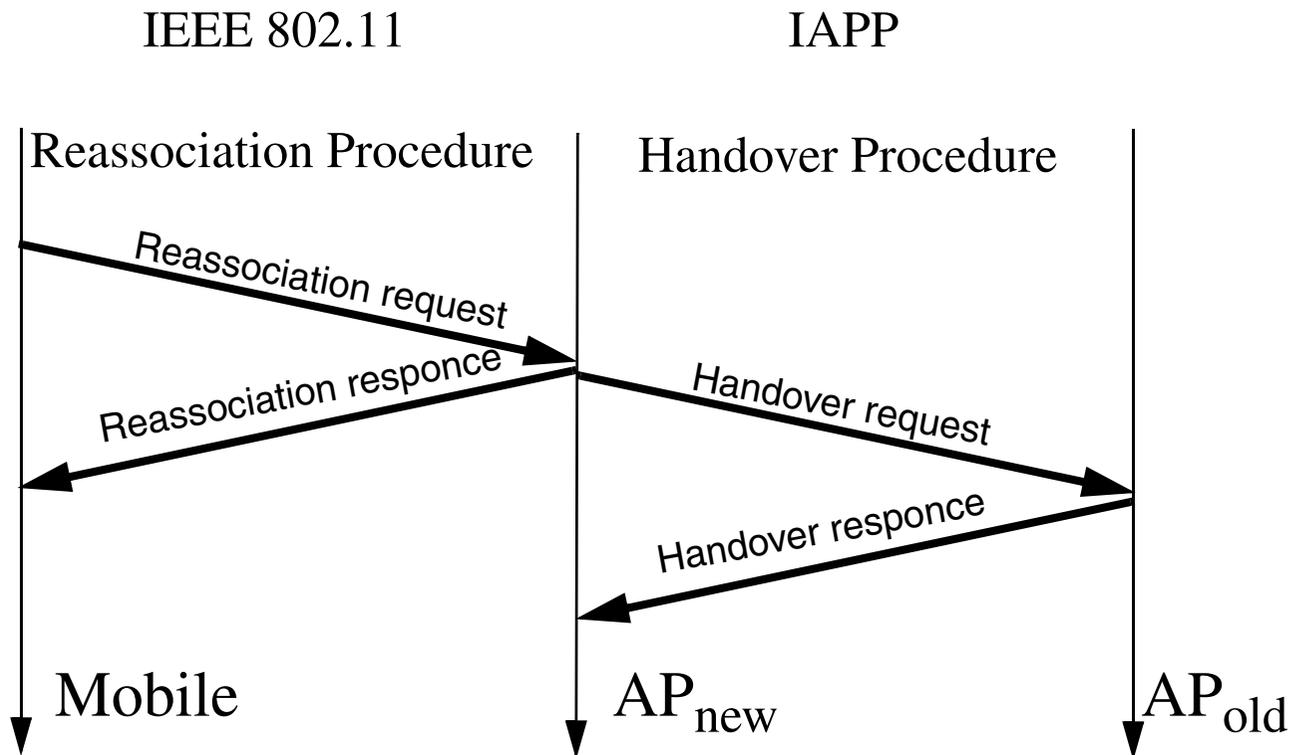 IEEE 802.11
IAPP
Reassociation Procedure
Handover Procedure
Reassociation request
Reassociation responce
Handover request
Handover responce
Mobile
APnew
APold